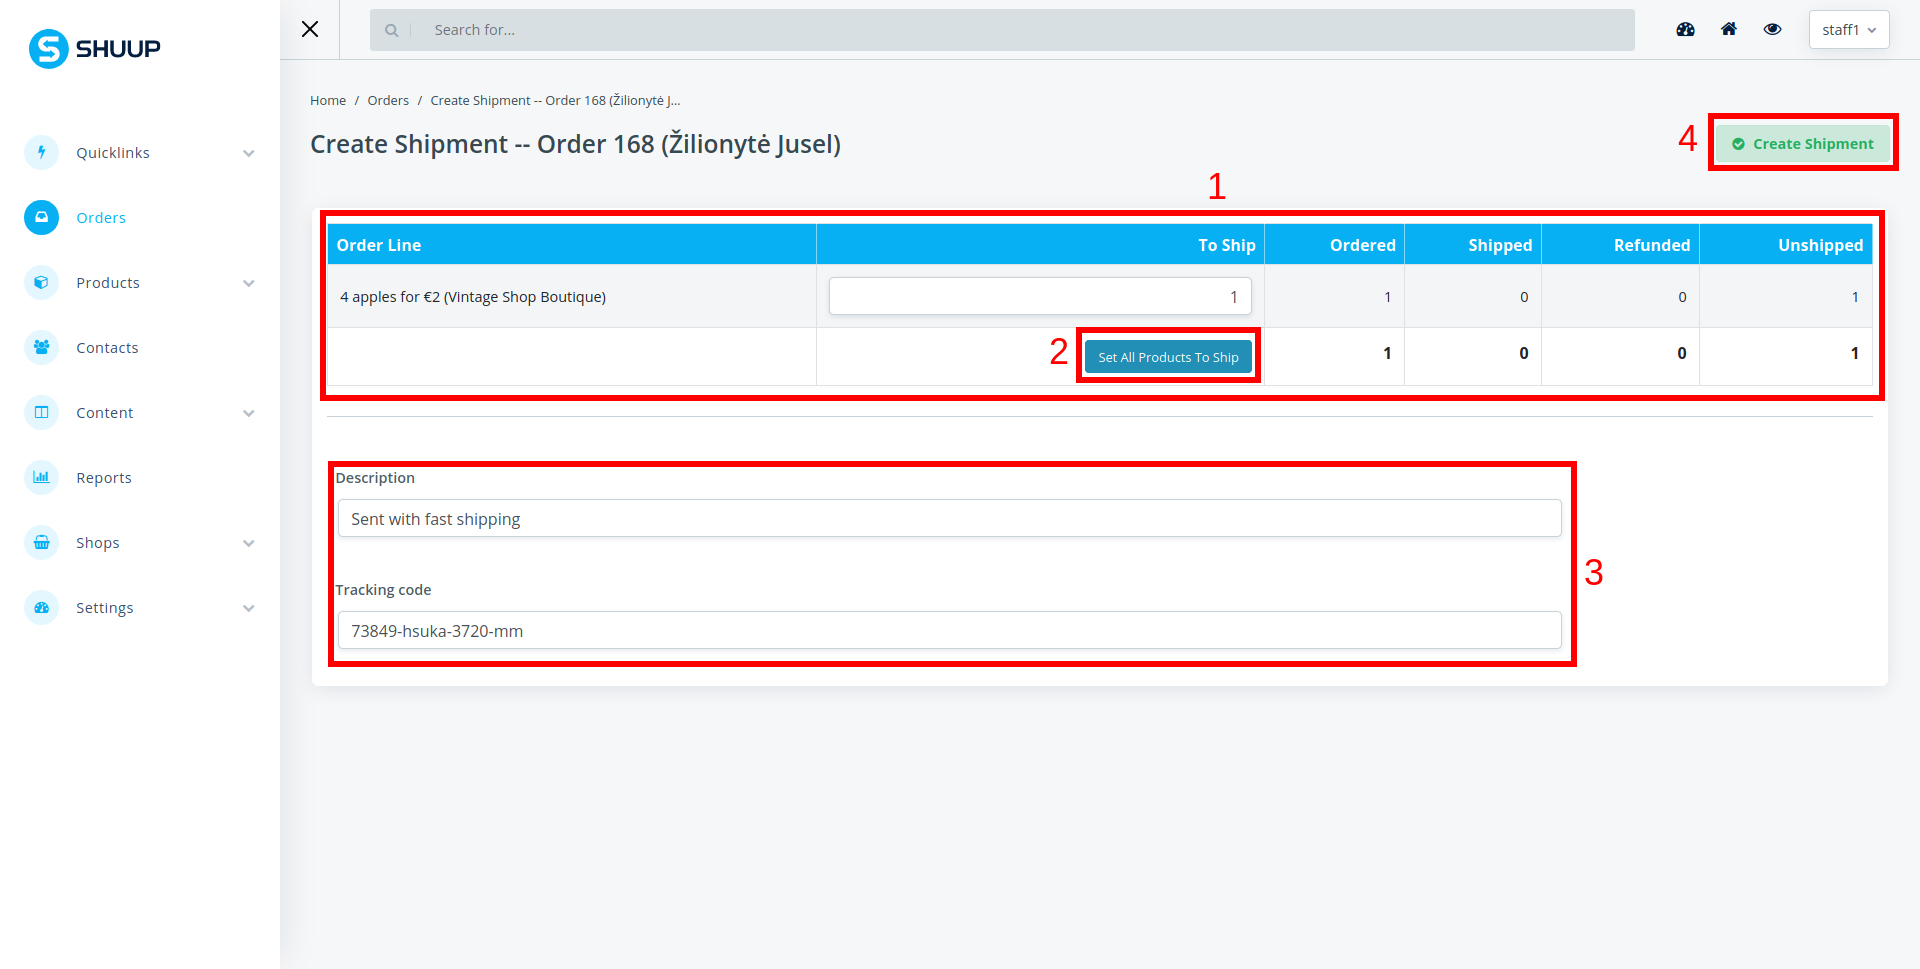 SHUUP
Search for...
staff1
Quicklinks
Orders
Products
Contacts
Content
Reports
Shops
Settings
Home / Orders / Create Shipment -- Order 168 (Žilionytė J...
Create Shipment -- Order 168 (Žilionytė Jusel)
4
Create Shipment
1
Order Line To Ship Ordered Shipped Refunded Unshipped
4 apples for €2 (Vintage Shop Boutique) 1 1 0 0 1
2 Set All Products To Ship 1 0 0 1
Description
Sent with fast shipping
3
Tracking code
73849-hsuka-3720-mm